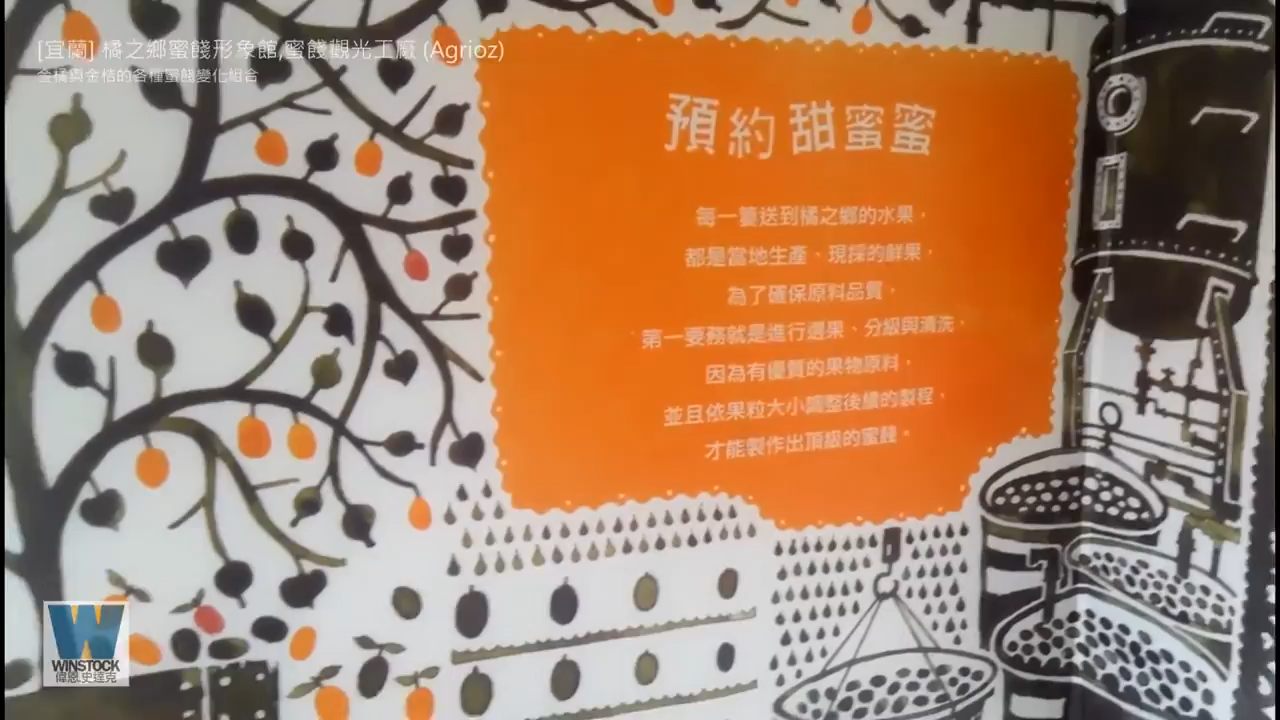 [宜蘭] 橘之鄉蜜餞形象館,蜜餞觀光工廠 (Agrioz)
金橘與金桔的各種蜜餞變化組合
預約甜蜜蜜
每一簍送到橘之鄉的水果，
都是當地生產、現採的鮮果，
為了確保原料品質，
第一要務就是進行選果、分級與清洗，
因為有優質的果物原料，
並且依果粒大小調整後續的製程，
才能製作出頂級的蜜餞。
WINSTOCK
偉恩史達克